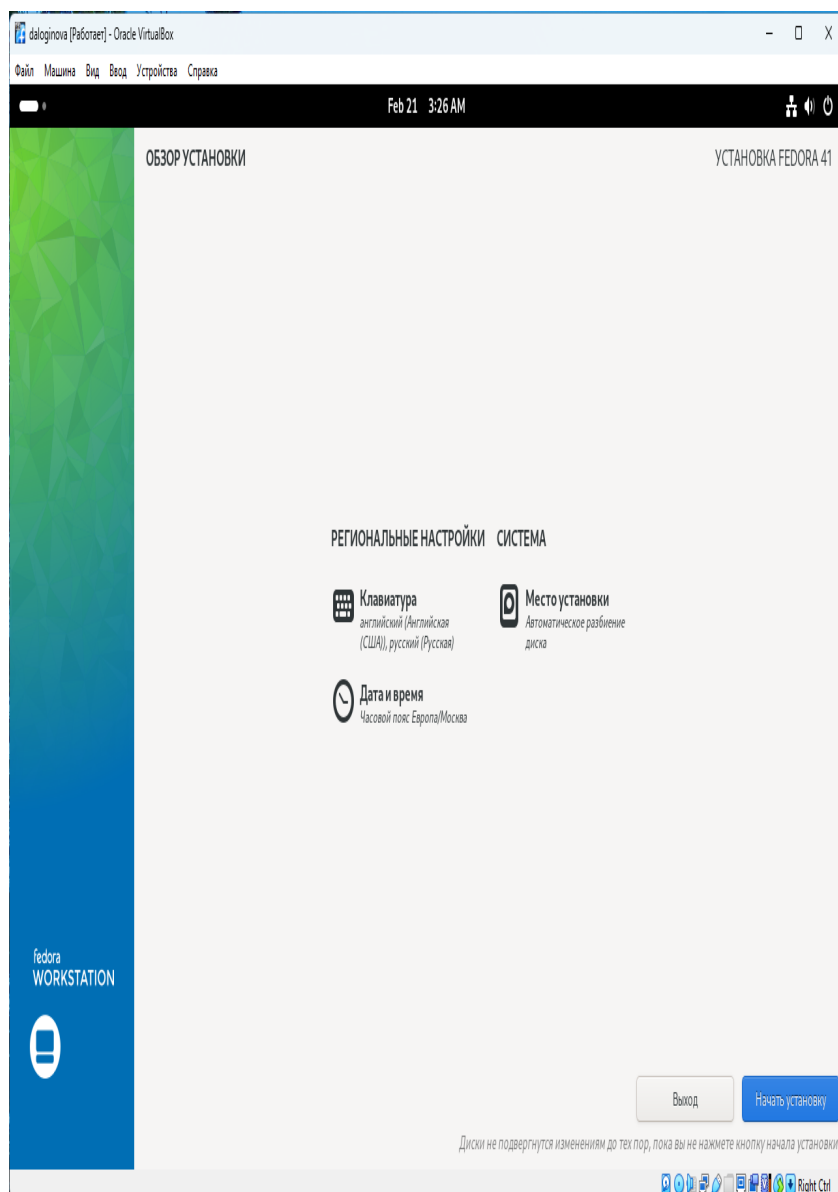 daloginova [Работает] - Oracle VirtualBox
Файл Машина Вид Ввод Устройства Справка
Feb 21 3:26 AM
ОБЗОР УСТАНОВКИ
УСТАНОВКА FEDORA 41
РЕГИОНАЛЬНЫЕ НАСТРОЙКИ
Клавиатура
английский (Английская
(США)), русский (Русская)
Дата и время
Часовой пояс Европа/Москва
СИСТЕМА
Место установки
Автоматическое разбиение
диска
fedora
WORKSTATION
Выход
Начать установку
Диски не подвергнутся изменениям до тех пор, пока вы не нажмете кнопку начала установки
Right Ctrl